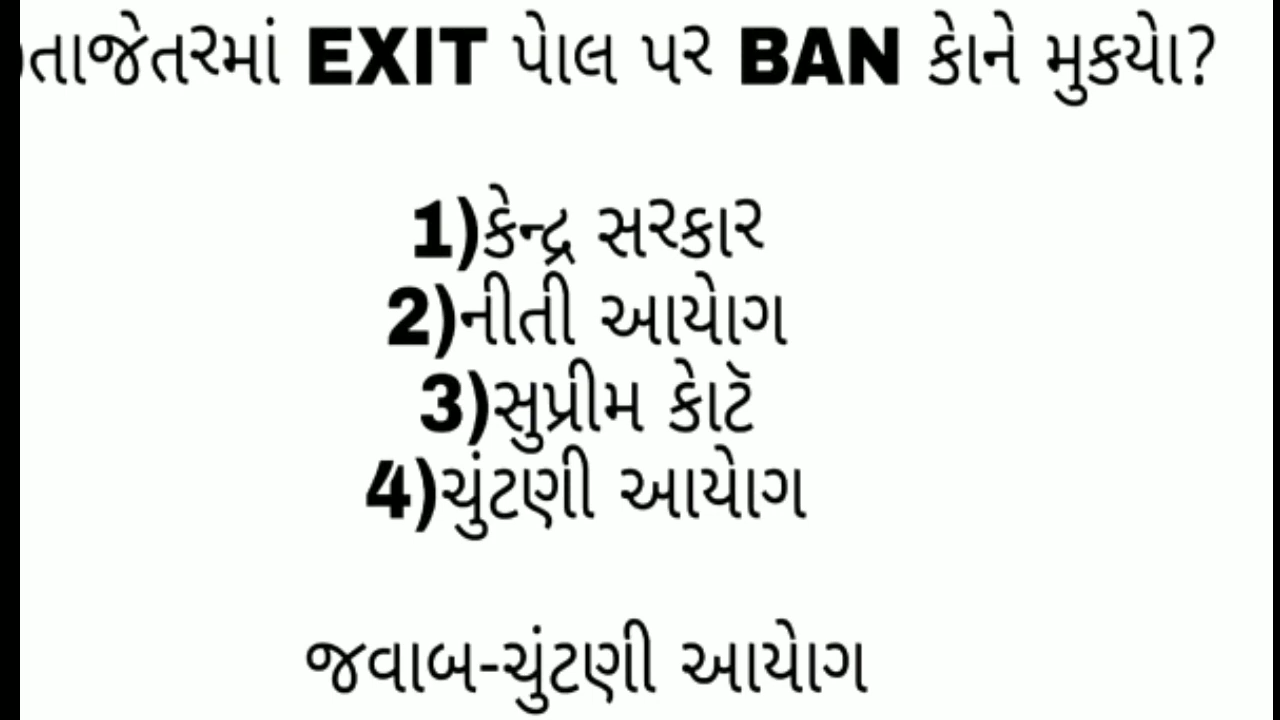 તાજેતરમાં EXIT પોલ પર BAN કોને મુકયો?
1)કેન્દ્ર સરકાર
2)નીતી આયોગ
3)સુપ્રીમ કોટૅ
4)ચુંટણી આયોગ
જવાબ-ચુંટણી આયોગ